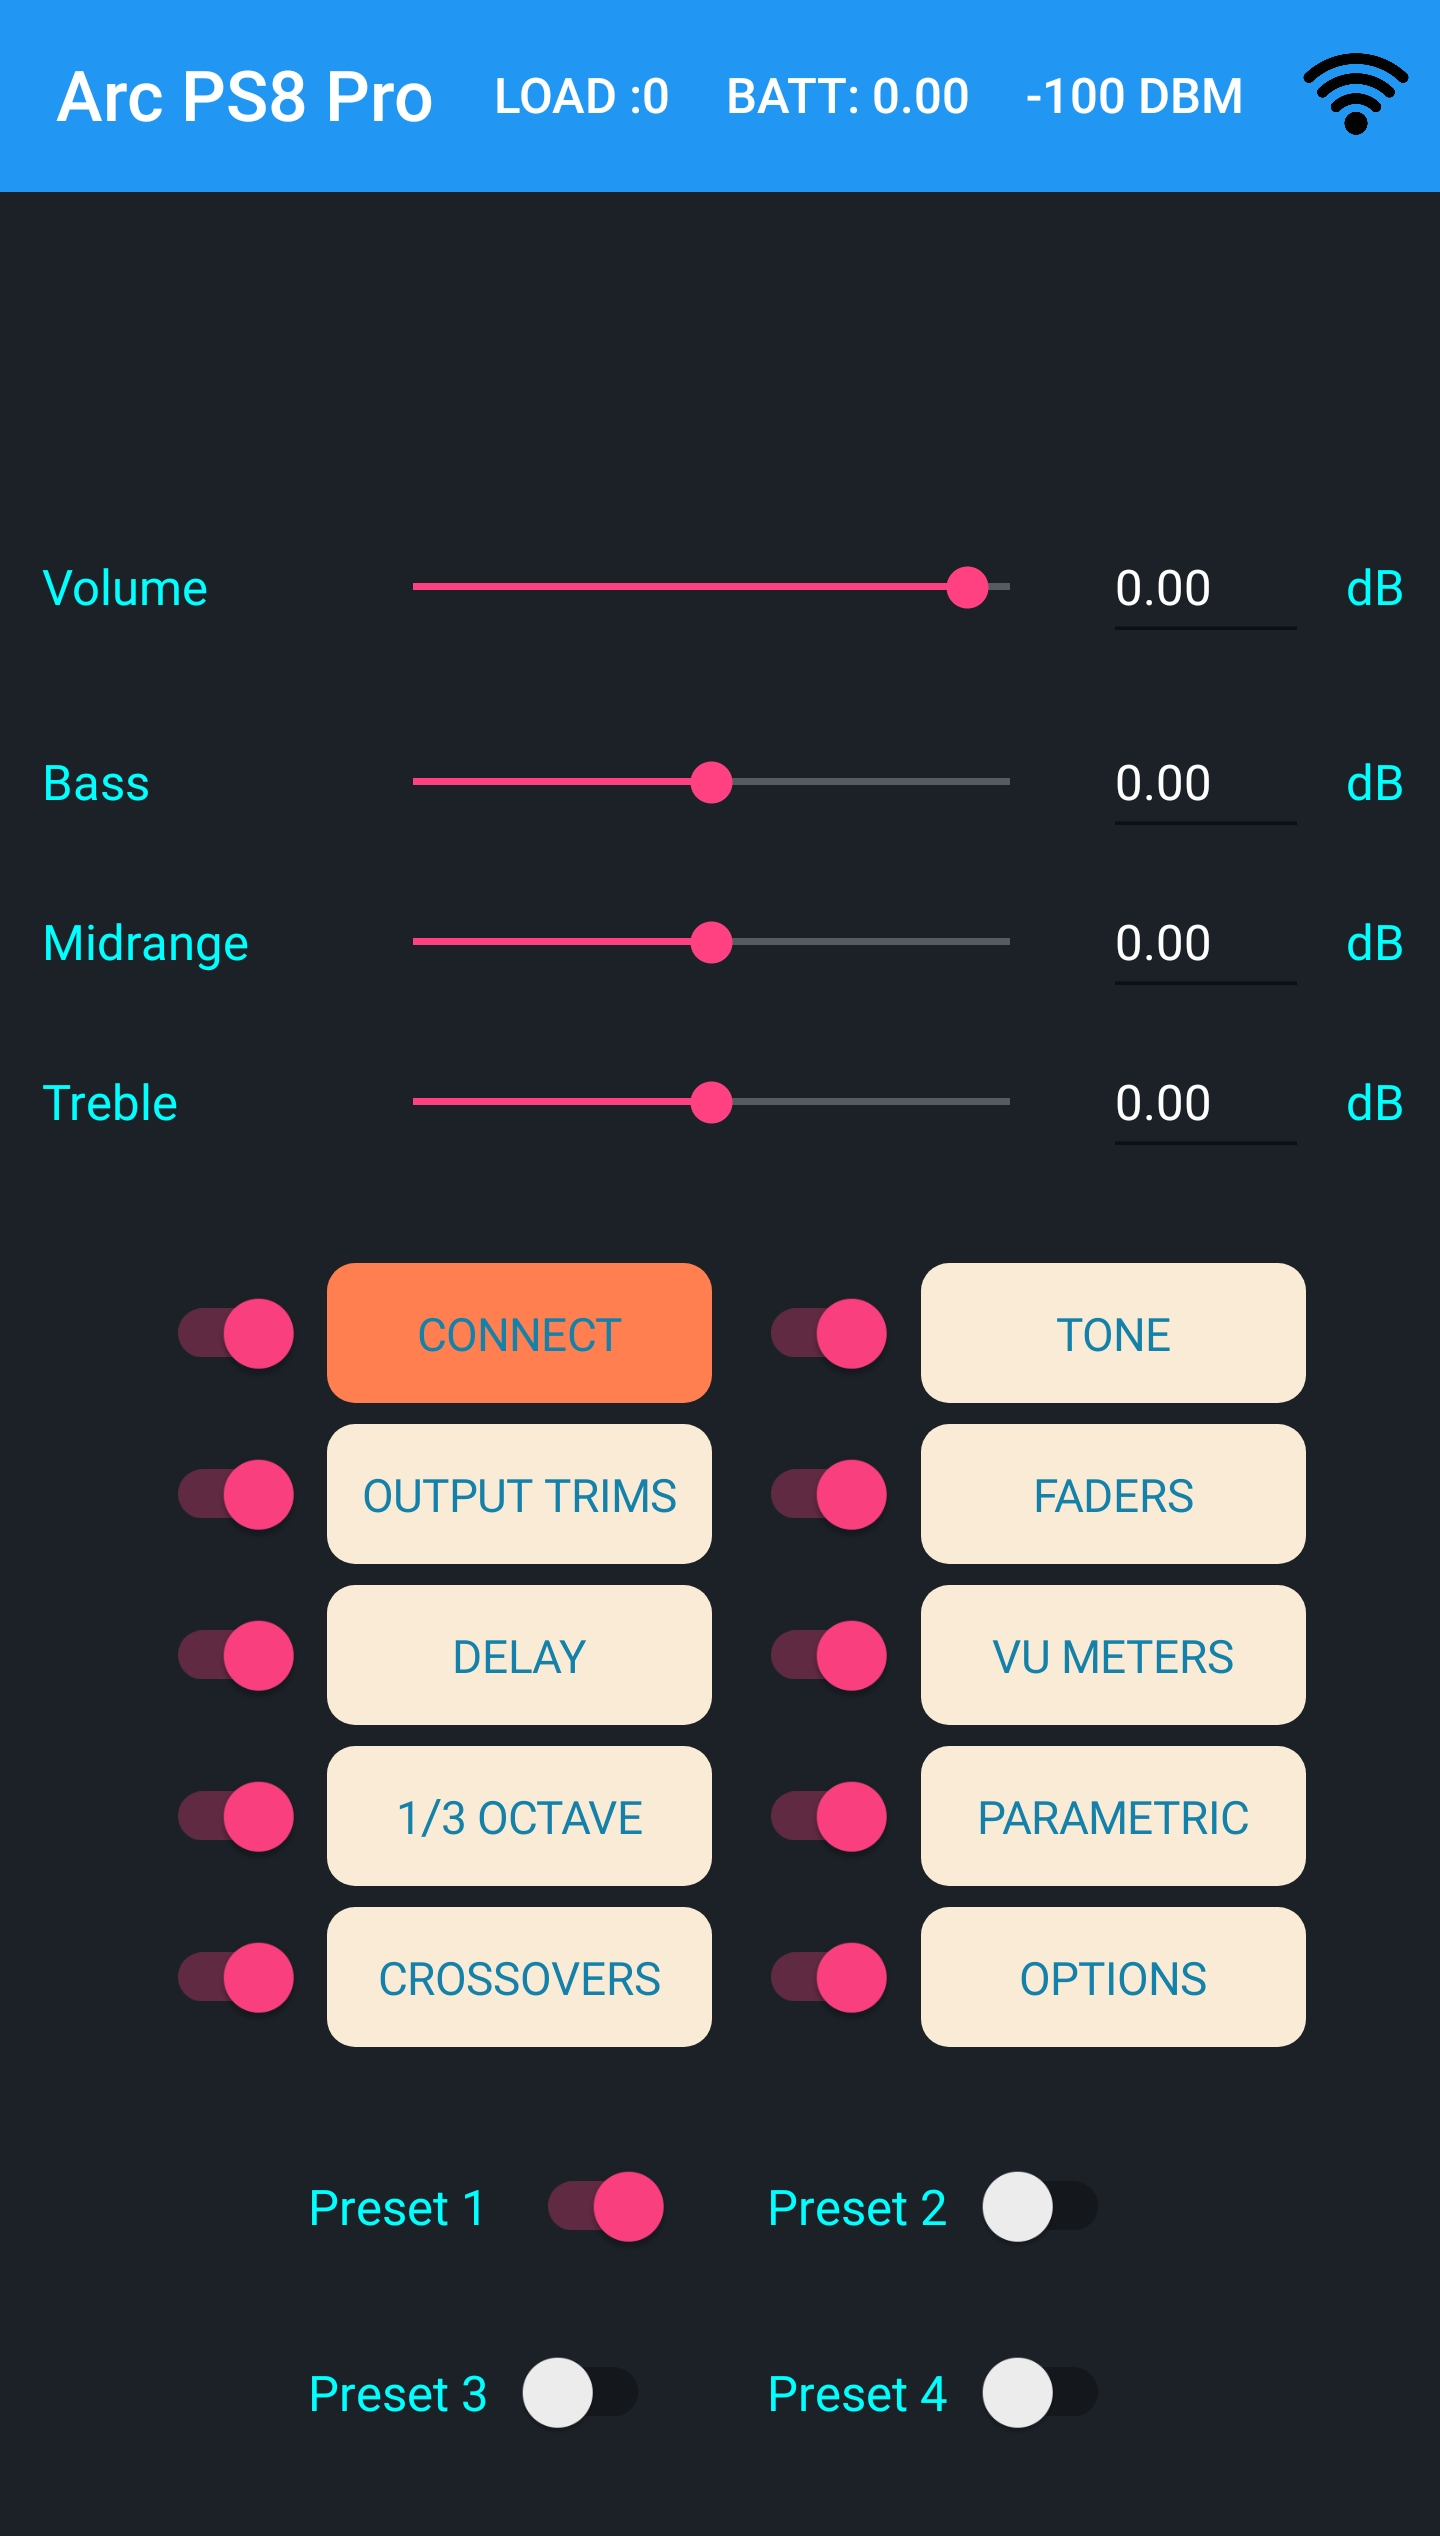 Arc PS8 Pro LOAD :0 BATT: 0.00 -100 DBM
Volume 0.00 dB
Bass 0.00 dB
Midrange 0.00 dB
Treble 0.00 dB
CONNECT TONE
OUTPUT TRIMS FADERS
DELAY VU METERS
1/3 OCTAVE PARAMETRIC
CROSSOVERS OPTIONS
Preset 1 Preset 2
Preset 3 Preset 4